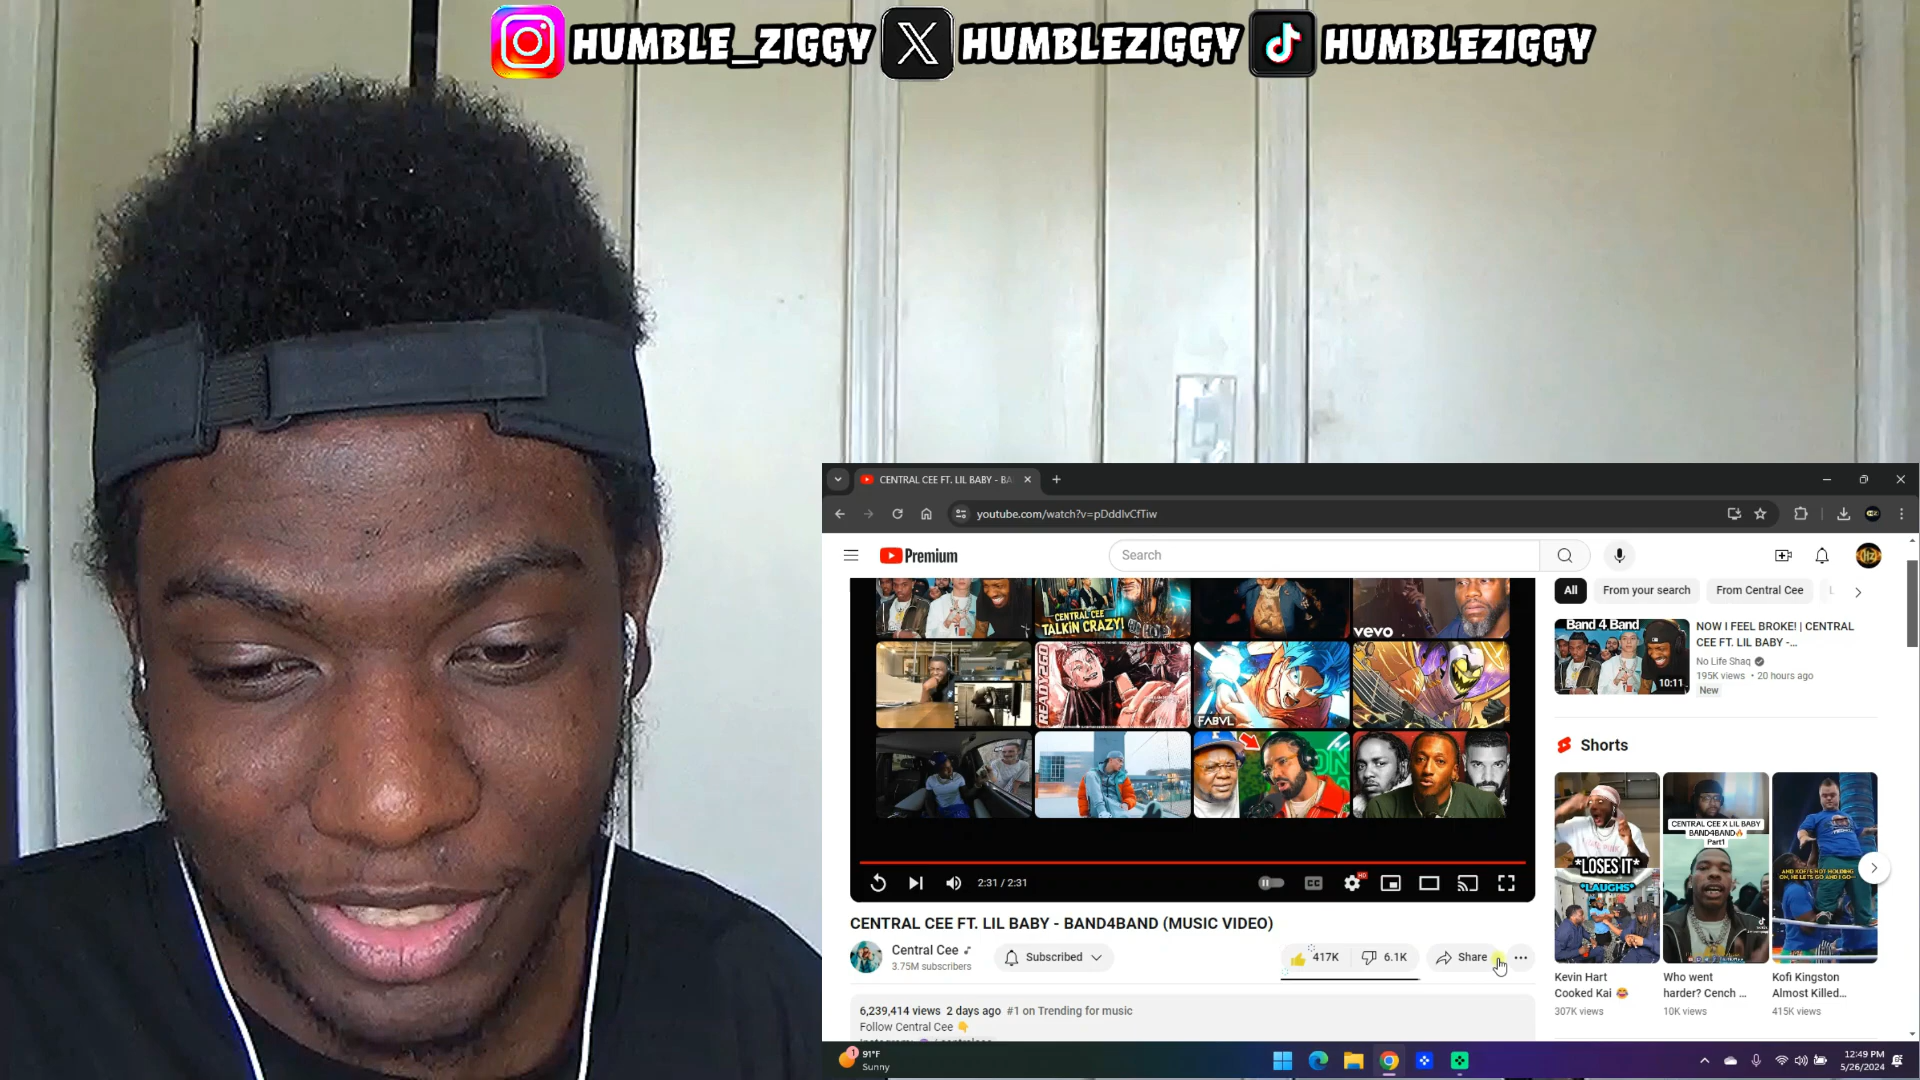 HUMBLE_ZIGGY
HUMBLEZIGGY
HUMBLEZIGGY
CENTRAL CEE FT. LIL BABY - BA
youtube.com/watch?v=pDddlvCfTiw
Premium
Search
CENTRAL CEE
TALKIN CRAZY!
vevo
READY2GO
FABVL
2:31 / 2:31
CC
HD
CENTRAL CEE FT. LIL BABY - BAND4BAND (MUSIC VIDEO)
Central Cee
3.75M subscribers
Subscribed
417K
6.1K
Share
6,239,414 views 2 days ago #1 on Trending for music
Follow Central Cee
All
From your search
From Central Cee
Band 4 Band
10:11
NOW I FEEL BROKE! | CENTRAL
CEE FT. LIL BABY -...
No Life Shaq
195K views • 20 hours ago
New
Shorts
*LOSES IT*
*LAUGHS*
CENTRAL CEE X LIL BABY
BAND4BAND
Part1
Kevin Hart
Cooked Kai
307K views
Who went
harder? Cench ...
10K views
Kofi Kingston
Almost Killed...
415K views
1
91°F
Sunny
12:49 PM
5/26/2024